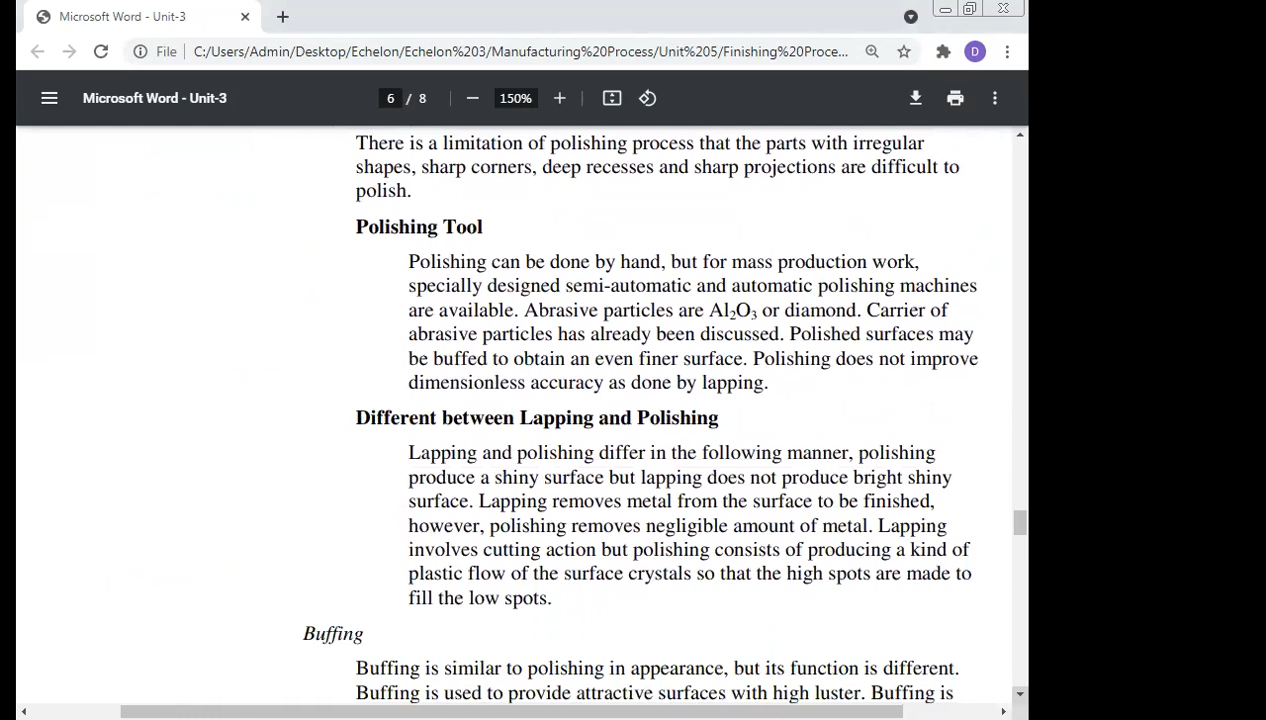 Microsoft Word - Unit-3
File C:/Users/Admin/Desktop/Echelon/Echelon%203/Manufacturing%20Process/Unit%205/Finishing%20Proce... D
Microsoft Word - Unit-3 6 / 8 150%
There is a limitation of polishing process that the parts with irregular
shapes, sharp corners, deep recesses and sharp projections are difficult to
polish.
Polishing Tool
Polishing can be done by hand, but for mass production work,
specially designed semi-automatic and automatic polishing machines
are available. Abrasive particles are Al₂O₃ or diamond. Carrier of
abrasive particles has already been discussed. Polished surfaces may
be buffed to obtain an even finer surface. Polishing does not improve
dimensionless accuracy as done by lapping.
Different between Lapping and Polishing
Lapping and polishing differ in the following manner, polishing
produce a shiny surface but lapping does not produce bright shiny
surface. Lapping removes metal from the surface to be finished,
however, polishing removes negligible amount of metal. Lapping
involves cutting action but polishing consists of producing a kind of
plastic flow of the surface crystals so that the high spots are made to
fill the low spots.
Buffing
Buffing is similar to polishing in appearance, but its function is different.
Buffing is used to provide attractive surfaces with high luster. Buffing is